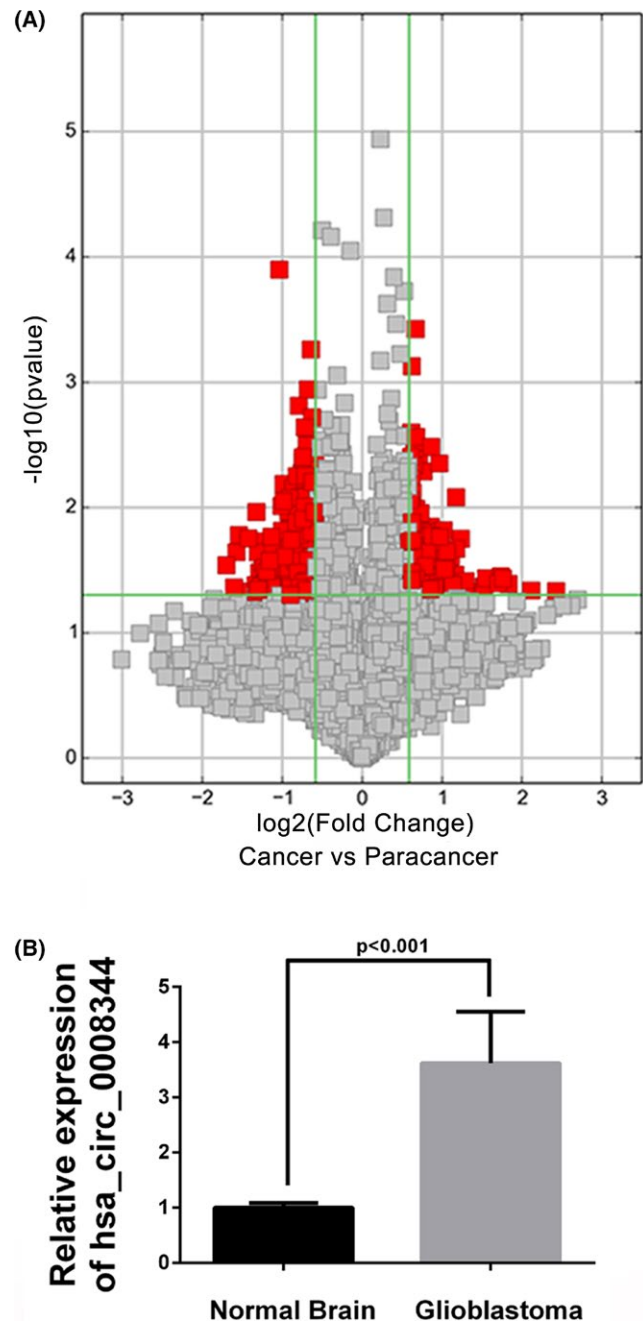 (A)
-log10(pvalue)
5
4
3
2
1
0
−3 −2 −1 0 1 2 3
log2(Fold Change)
Cancer vs Paracancer
(B)
p<0.001
Relative expression
of hsa_circ_0008344
5
4
3
2
1
0
Normal Brain Glioblastoma